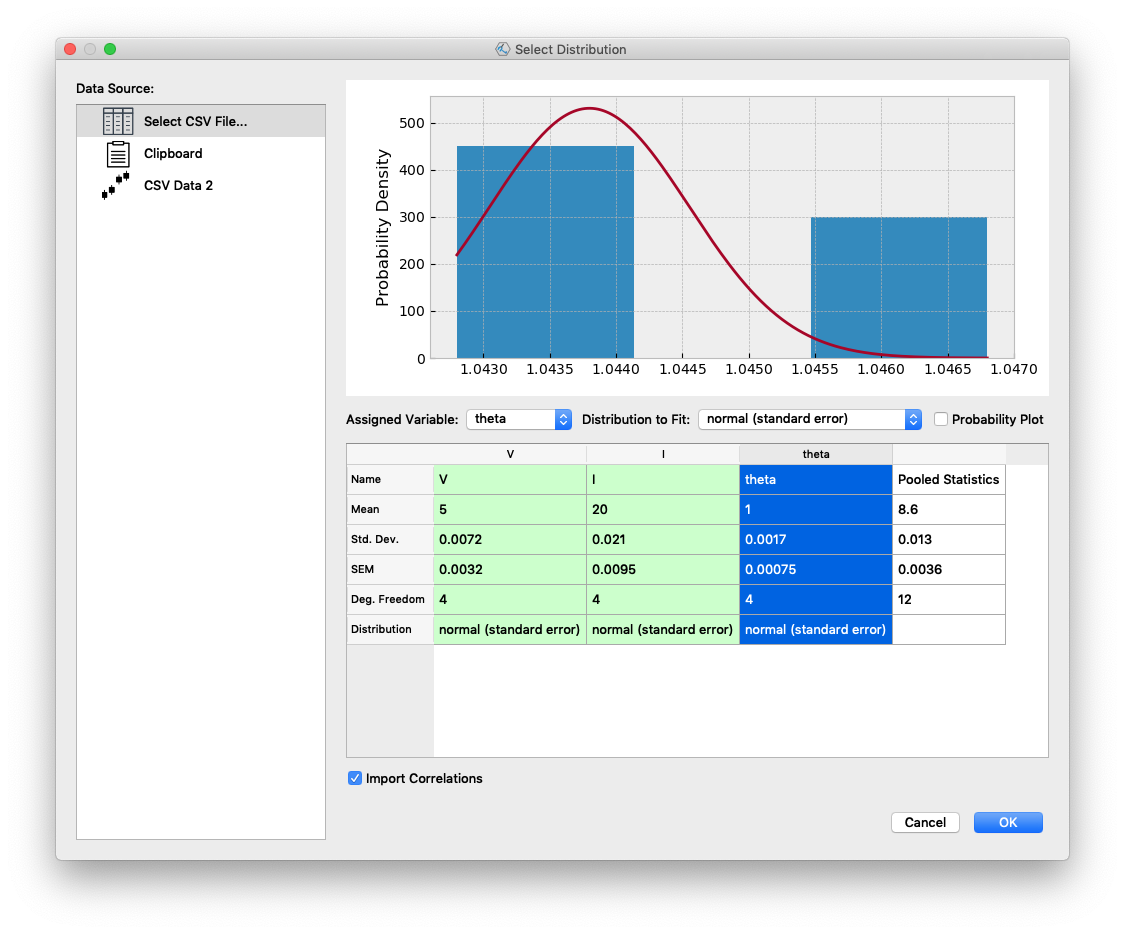 Select Distribution
Data Source:
Select CSV File...
Clipboard
CSV Data 2
Probability Density
500
400
300
200
100
0
1.0430 1.0435 1.0440 1.0445 1.0450 1.0455 1.0460 1.0465 1.0470
Assigned Variable: theta Distribution to Fit: normal (standard error) Probability Plot
V I theta
Name V I theta Pooled Statistics
Mean 5 20 1 8.6
Std. Dev. 0.0072 0.021 0.0017 0.013
SEM 0.0032 0.0095 0.00075 0.0036
Deg. Freedom 4 4 4 12
Distribution normal (standard error) normal (standard error) normal (standard error)
Import Correlations
Cancel OK